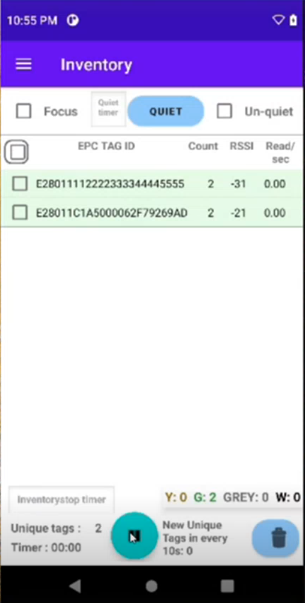 10:55 PM
Inventory
Focus
Quiet
timer
QUIET
Un-quiet
EPC TAG ID
Count
RSSI
Read/
sec
E28011112222333344445555 2 -31 0.00
E28011C1A5000062F79269AD 2 -21 0.00
Inventorystop timer
Y: 0 G: 2 GREY: 0 W: 0
Unique tags : 2
Timer : 00:00
New Unique
Tags in every
10s: 0